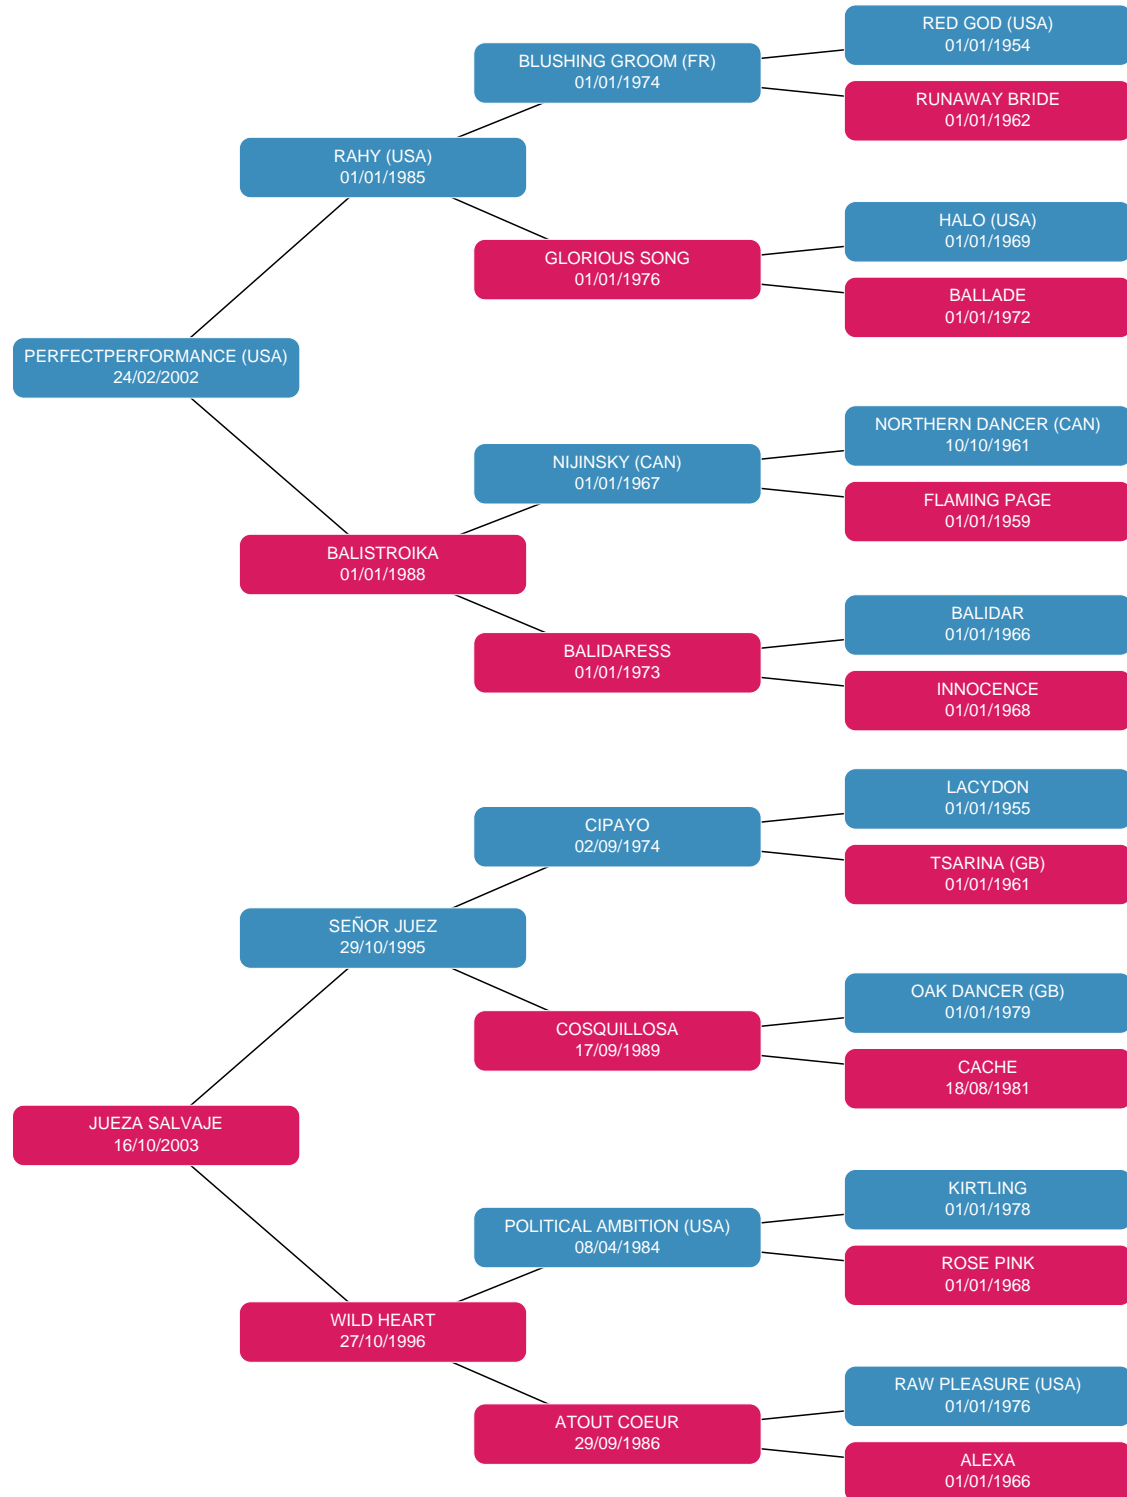 RED GOD (USA)
01/01/1954
BLUSHING GROOM (FR)
01/01/1974
RUNAWAY BRIDE
01/01/1962
RAHY (USA)
01/01/1985
HALO (USA)
01/01/1969
GLORIOUS SONG
01/01/1976
BALLADE
01/01/1972
PERFECTPERFORMANCE (USA)
24/02/2002
NORTHERN DANCER (CAN)
10/10/1961
NIJINSKY (CAN)
01/01/1967
FLAMING PAGE
01/01/1959
BALISTROIKA
01/01/1988
BALIDAR
01/01/1966
BALIDARESS
01/01/1973
INNOCENCE
01/01/1968
LACYDON
01/01/1955
CIPAYO
02/09/1974
TSARINA (GB)
01/01/1961
SEÑOR JUEZ
29/10/1995
OAK DANCER (GB)
01/01/1979
COSQUILLOSA
17/09/1989
CACHE
18/08/1981
JUEZA SALVAJE
16/10/2003
KIRTLING
01/01/1978
POLITICAL AMBITION (USA)
08/04/1984
ROSE PINK
01/01/1968
WILD HEART
27/10/1996
RAW PLEASURE (USA)
01/01/1976
ATOUT COEUR
29/09/1986
ALEXA
01/01/1966